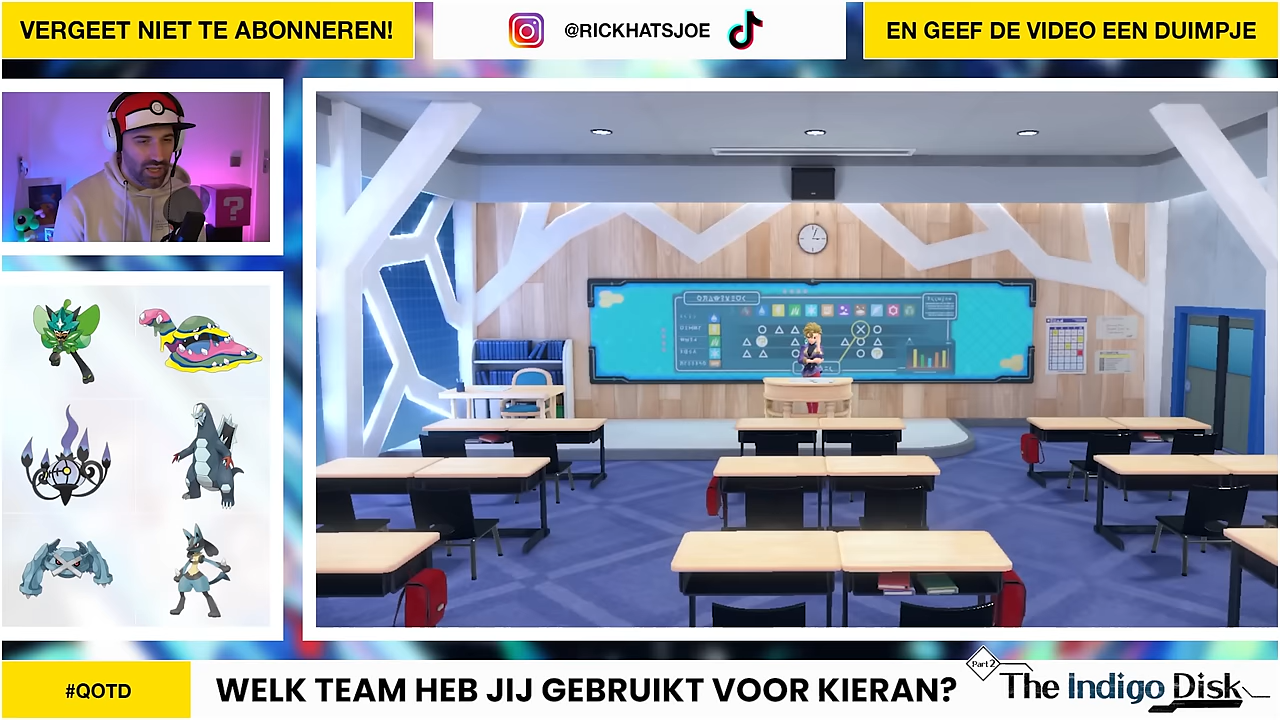 VERGEET NIET TE ABONNEREN!
@RICKHATSJOE
EN GEEF DE VIDEO EEN DUIMPJE
?
#QOTD
WELK TEAM HEB JIJ GEBRUIKT VOOR KIERAN?
Part 2
The Indigo Disk